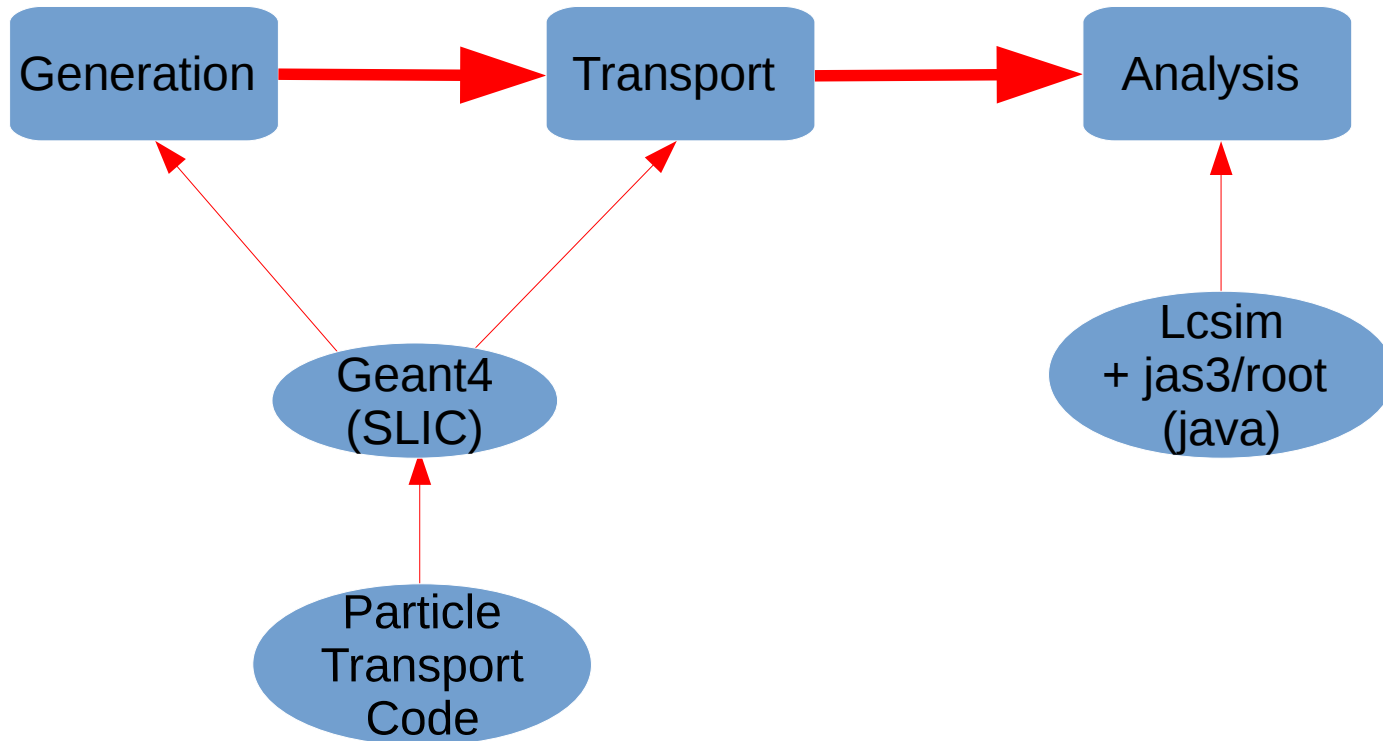 Generation
Transport
Analysis
Geant4
(SLIC)
Lcsim
+ jas3/root
(java)
Particle
Transport
Code